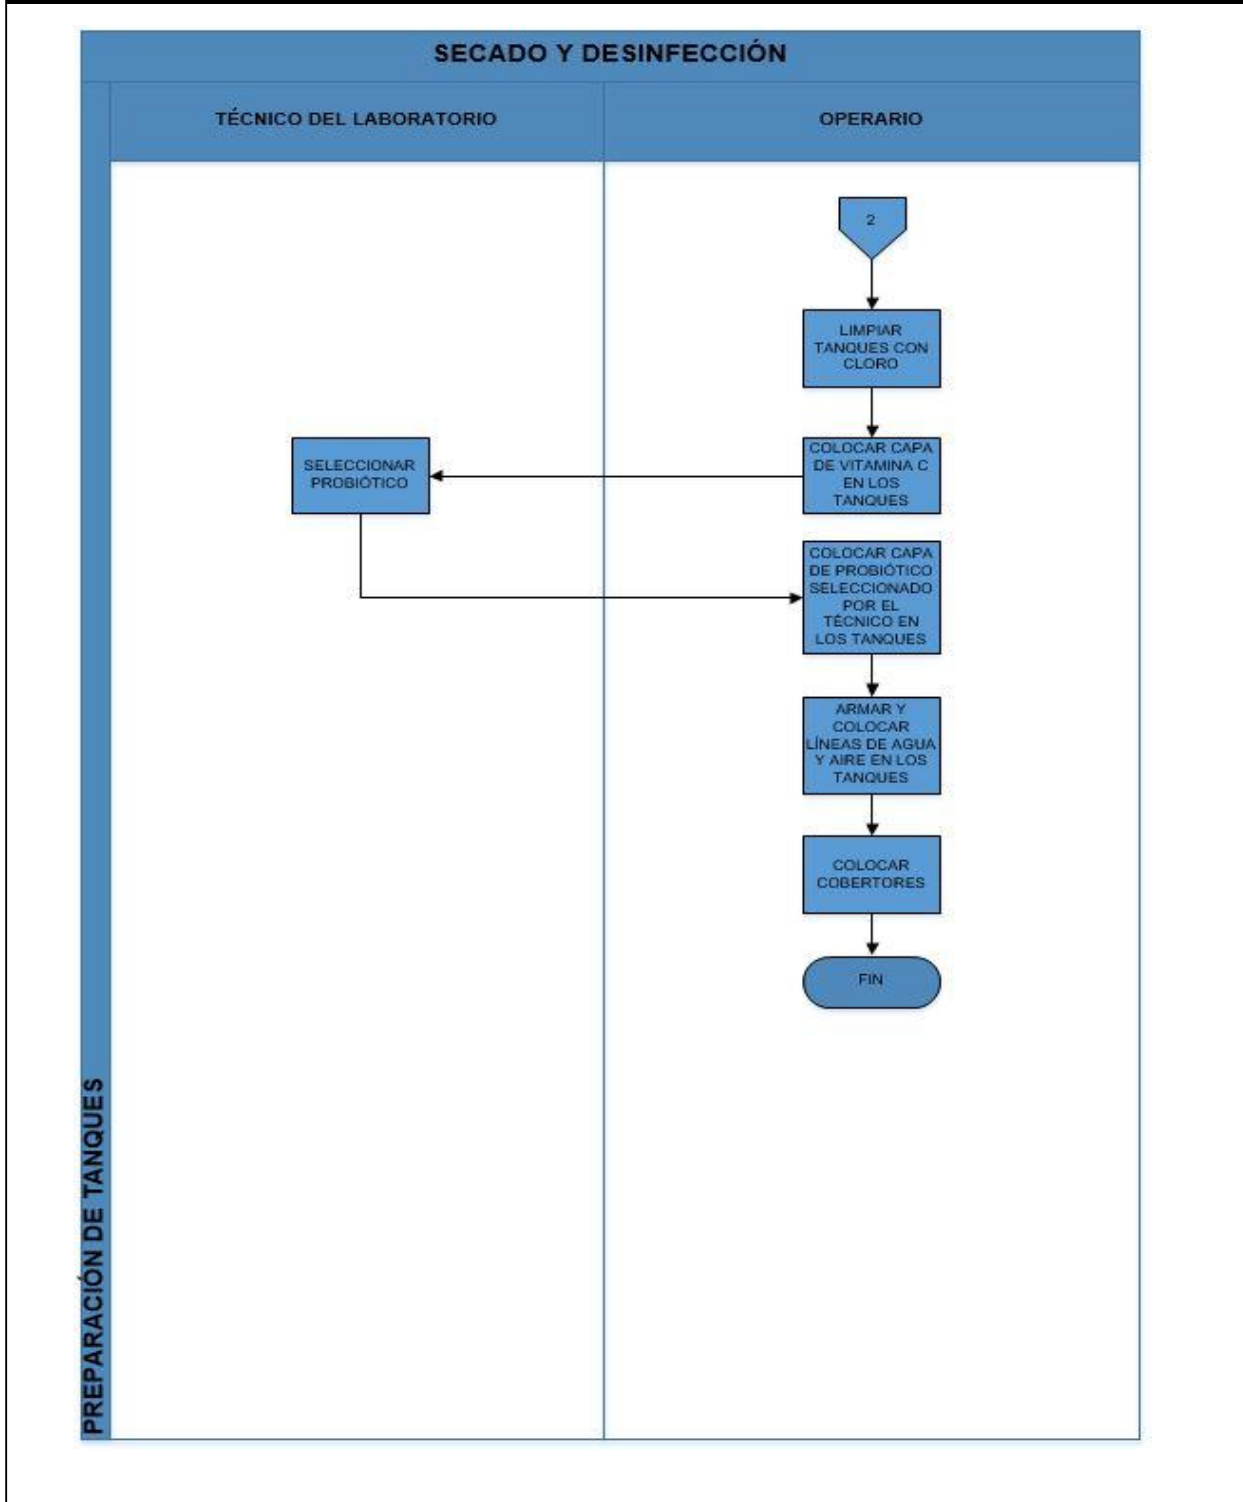 SECADO Y DESINFECCIÓN
TÉCNICO DEL LABORATORIO
OPERARIO
2
LIMPIAR
TANQUES CON
CLORO
SELECCIONAR
PROBIÓTICO
COLOCAR CAPA
DE VITAMINA C
EN LOS
TANQUES
COLOCAR CAPA
DE PROBIÓTICO
SELECCIONADO
POR EL
TÉCNICO EN
LOS TANQUES
ARMAR Y
COLOCAR
LÍNEAS DE AGUA
Y AIRE EN LOS
TANQUES
COLOCAR
COBERTORES
FIN
PREPARACIÓN DE TANQUES